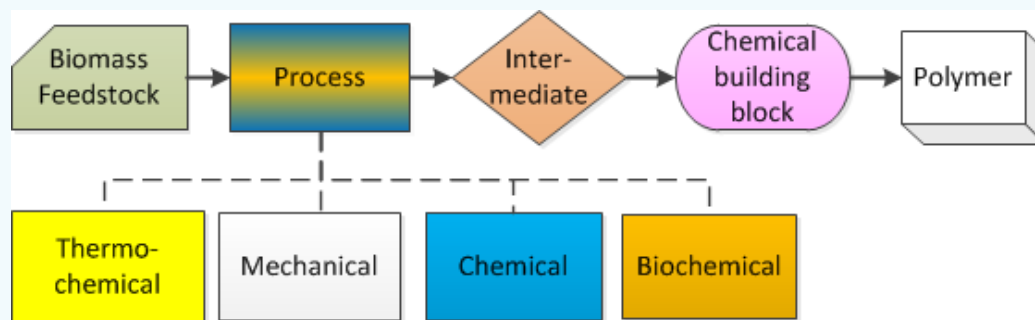 Biomass
Feedstock
Process
Inter-
mediate
Chemical
building
block
Polymer
Thermo-
chemical
Mechanical
Chemical
Biochemical